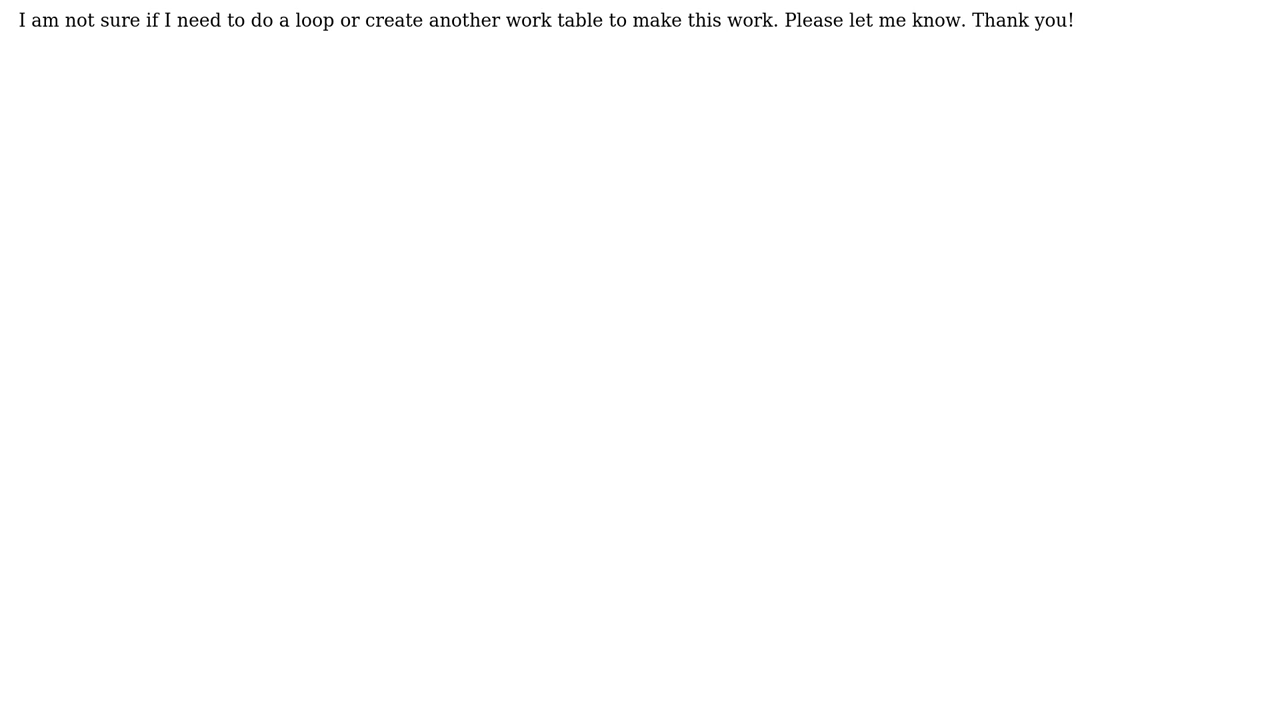 I am not sure if I need to do a loop or create another work table to make this work. Please let me know. Thank you!